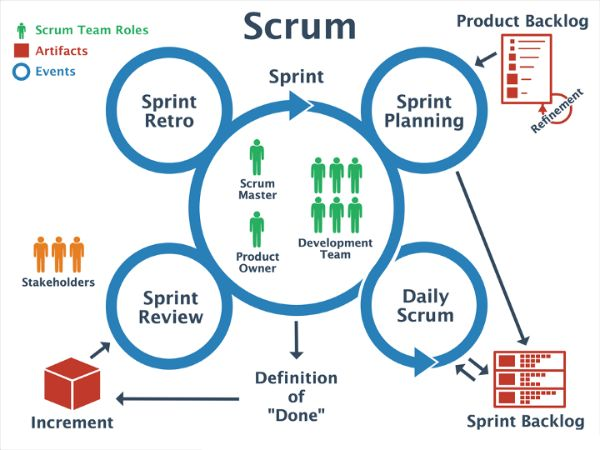 Scrum
Scrum Team Roles
Artifacts
Events
Product Backlog
Refinement
Sprint
Sprint
Retro
Sprint
Planning
Scrum
Master
Product
Owner
Development
Team
Stakeholders
Sprint
Review
Daily
Scrum
Increment
Definition
of
"Done"
Sprint Backlog